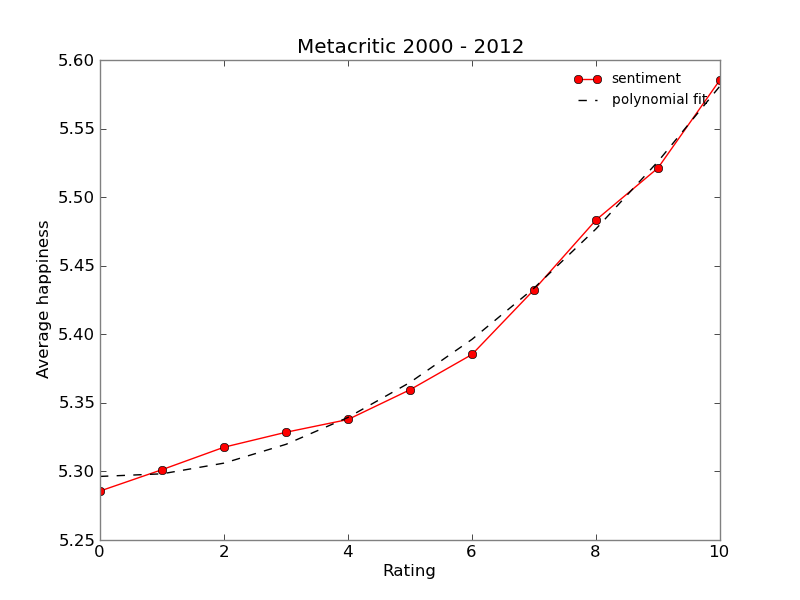 Metacritic 2000 - 2012
sentiment
polynomial fit
Average happiness
5.60
5.55
5.50
5.45
5.40
5.35
5.30
5.25
0 2 4 6 8 10
Rating